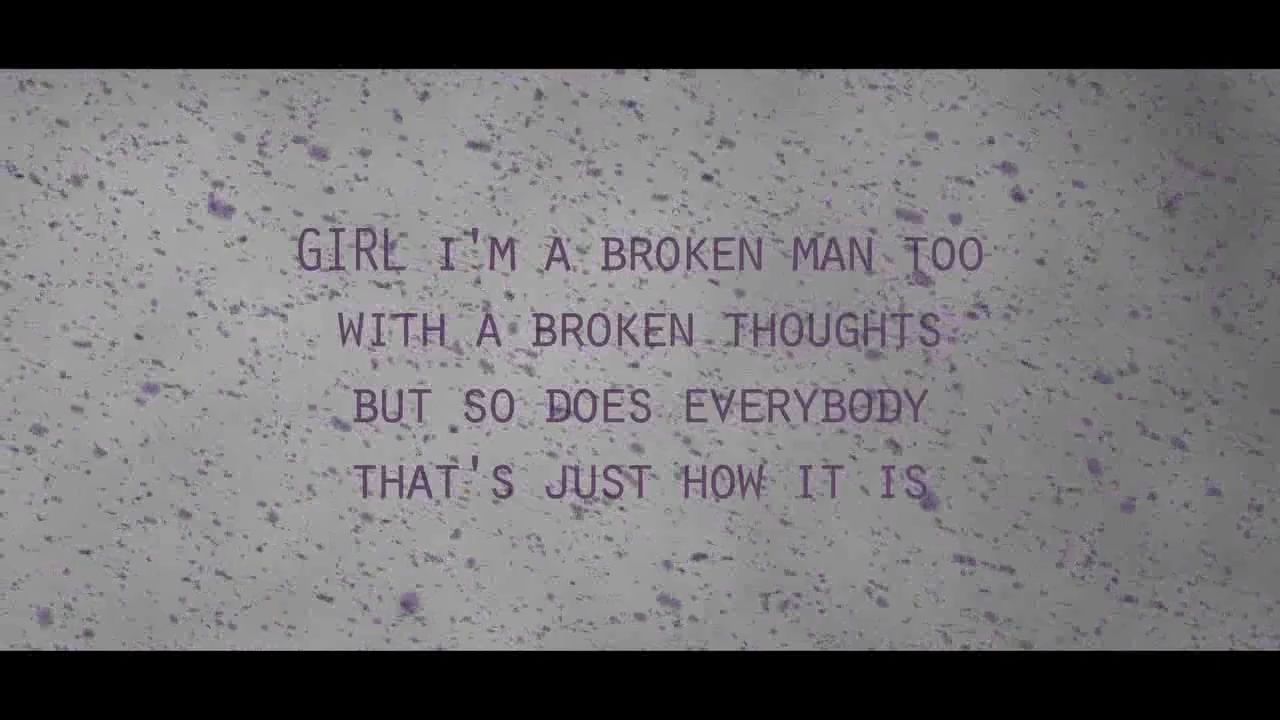 GIRL I'M A BROKEN MAN TOO
WITH A BROKEN THOUGHTS
BUT SO DOES EVERYBODY
THAT'S JUST HOW IT IS